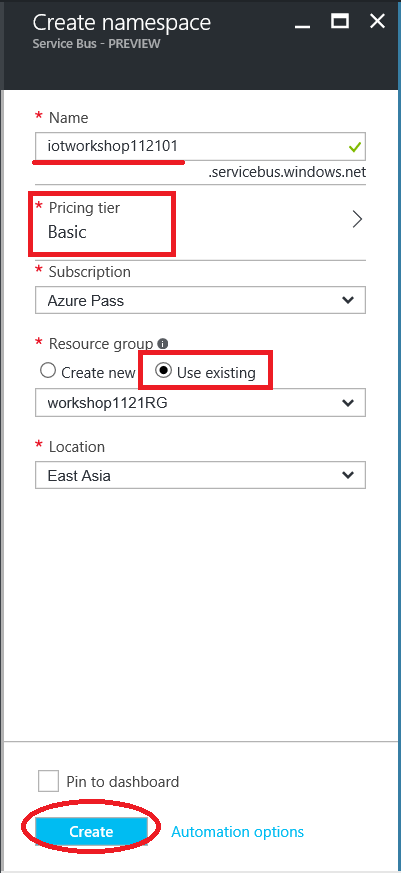 Create namespace
Service Bus - PREVIEW
* Name
iotworkshop112101
.servicebus.windows.net
* Pricing tier
Basic
* Subscription
Azure Pass
* Resource group
Create new Use existing
workshop1121RG
* Location
East Asia
Pin to dashboard
Create Automation options